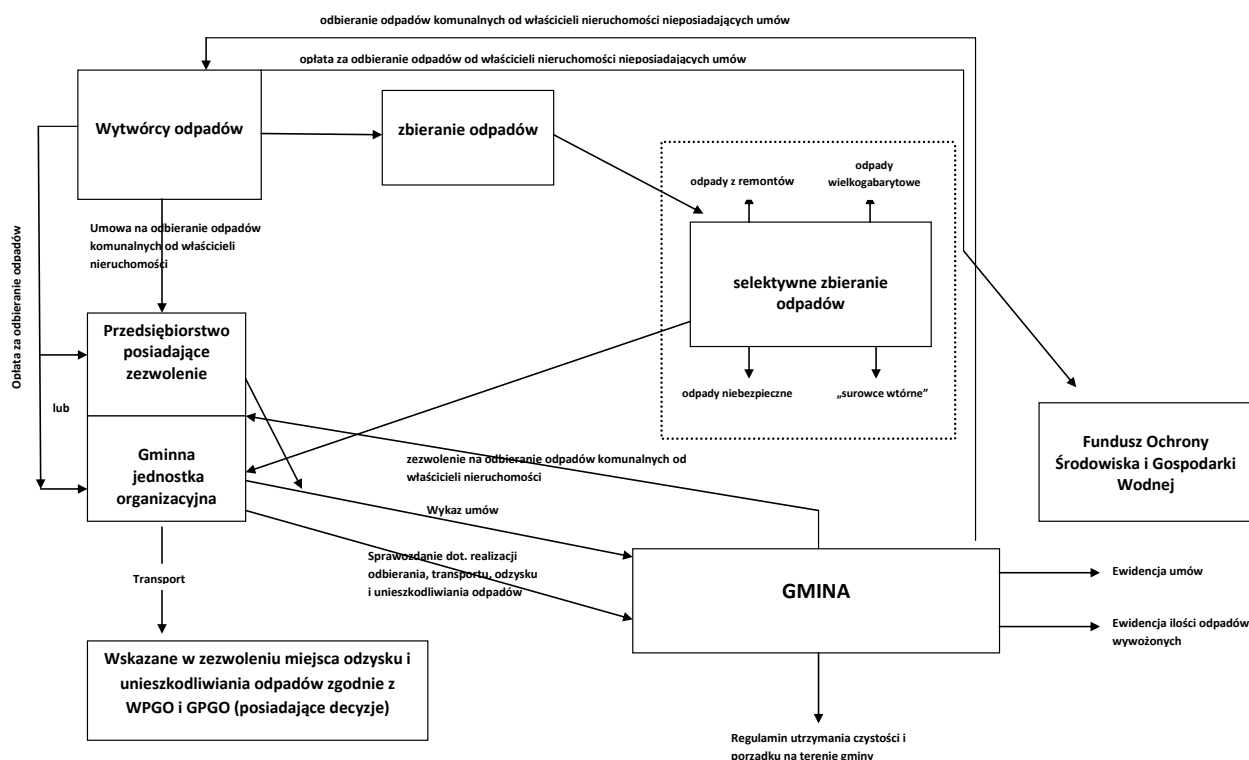 odbieranie odpadów komunalnych od właścicieli nieruchomości nieposiadających umów
opłata za odbieranie odpadów od właścicieli nieruchomości nieposiadających umów
Wytwórcy odpadów
zbieranie odpadów
odpady z remontów
odpady
wielkogabarytowe
selektywne zbieranie
odpadów
odpady niebezpieczne
„surowce wtórne”
Umowa na odbieranie odpadów
komunalnych od właścicieli
nieruchomości
Opłata za odbieranie odpadów
lub
Przedsiębiorstwo
posiadające
zezwolenie
Gminna
jednostka
organizacyjna
zezwolenie na odbieranie odpadów komunalnych od
właścicieli nieruchomości
Fundusz Ochrony
Środowiska i Gospodarki
Wodnej
Wykaz umów
Sprawozdanie dot. realizacji
odbierania, transportu, odzysku
i unieszkodliwiania odpadów
Transport
GMINA
Ewidencja umów
Ewidencja ilości odpadów
wywożonych
Wskazane w zezwoleniu miejsca odzysku i
unieszkodliwiania odpadów zgodnie z
WPGO i GPGO (posiadające decyzje)
Regulamin utrzymania czystości i
porządku na terenie gminy